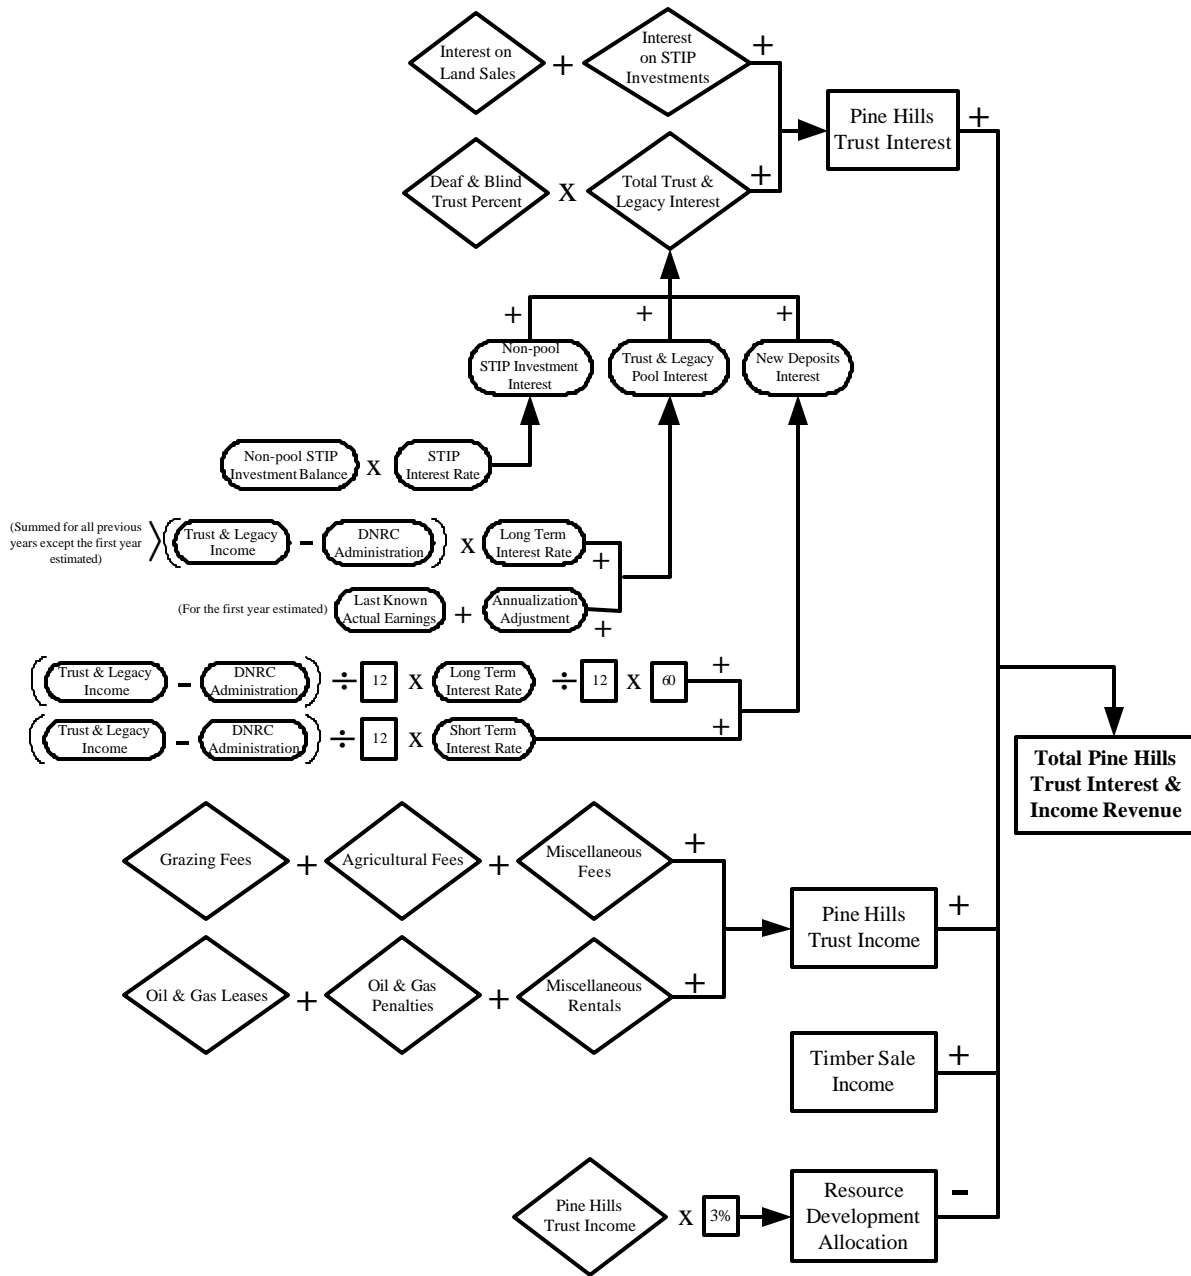 Interest on
Land Sales
+
Interest
on STIP
Investments
+
Pine Hills
Trust Interest
+
Deaf & Blind
Trust Percent
X
Total Trust &
Legacy Interest
+
+
+
+
Non-pool
STIP Investment
Interest
Trust & Legacy
Pool Interest
New Deposits
Interest
Non-pool STIP
Investment Balance
X
STIP
Interest Rate
(Summed for all previous
years except the first year
estimated)
(
Trust & Legacy
Income
-
DNRC
Administration
)
X
Long Term
Interest Rate
+
(For the first year estimated)
Last Known
Actual Earnings
+
Annualization
Adjustment
+
(
Trust & Legacy
Income
-
DNRC
Administration
)
÷
12
X
Long Term
Interest Rate
÷
12
X
60
+
(
Trust & Legacy
Income
-
DNRC
Administration
)
÷
12
X
Short Term
Interest Rate
+
Total Pine Hills
Trust Interest &
Income Revenue
Grazing Fees
+
Agricultural Fees
+
Miscellaneous
Fees
+
Pine Hills
Trust Income
+
Oil & Gas Leases
+
Oil & Gas
Penalties
+
Miscellaneous
Rentals
+
Timber Sale
Income
+
Pine Hills
Trust Income
X
3%
Resource
Development
Allocation
-